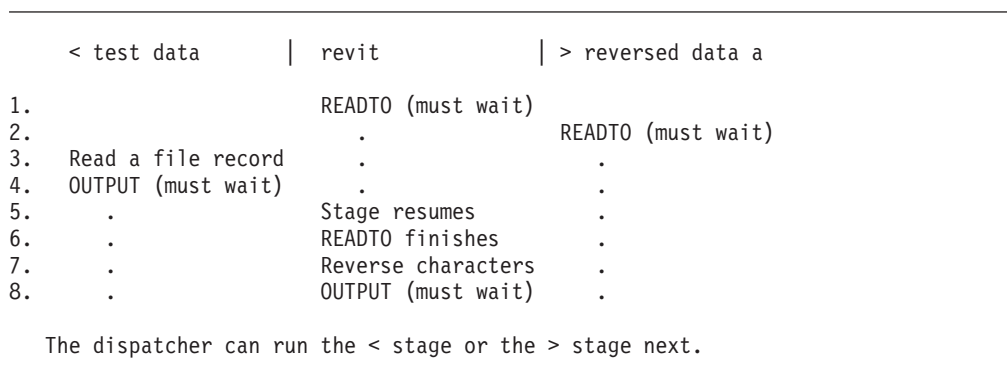 < test data | revit | > reversed data a
1. READTO (must wait)
2. . READTO (must wait)
3. Read a file record . .
4. OUTPUT (must wait) . .
5. . Stage resumes .
6. . READTO finishes .
7. . Reverse characters .
8. . OUTPUT (must wait) .
The dispatcher can run the < stage or the > stage next.